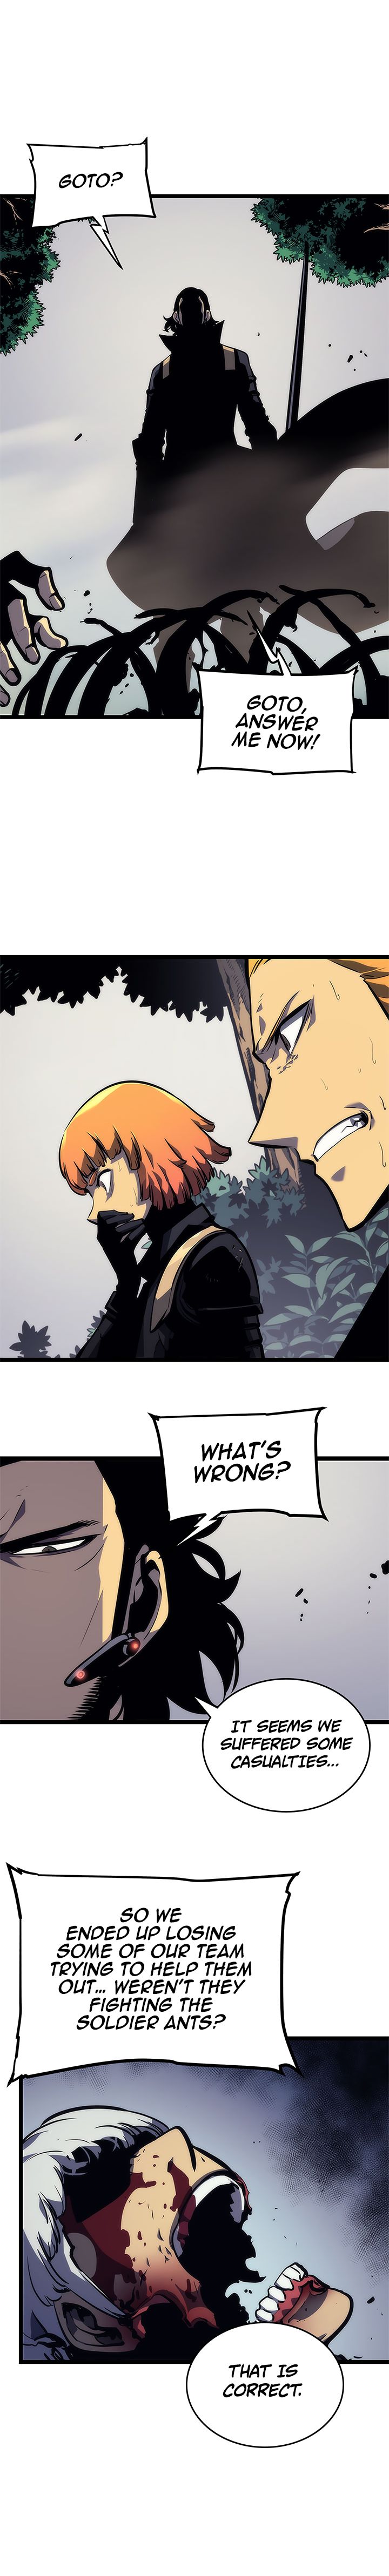 GOTO?
GOTO,
ANSWER
ME NOW!
WHAT'S
WRONG?
IT SEEMS WE
SUFFERED SOME
CASUALTIES...
SO WE
ENDED UP LOSING
SOME OF OUR TEAM
TRYING TO HELP THEM
OUT... WEREN'T THEY
FIGHTING THE
SOLDIER ANTS?
THAT IS
CORRECT.